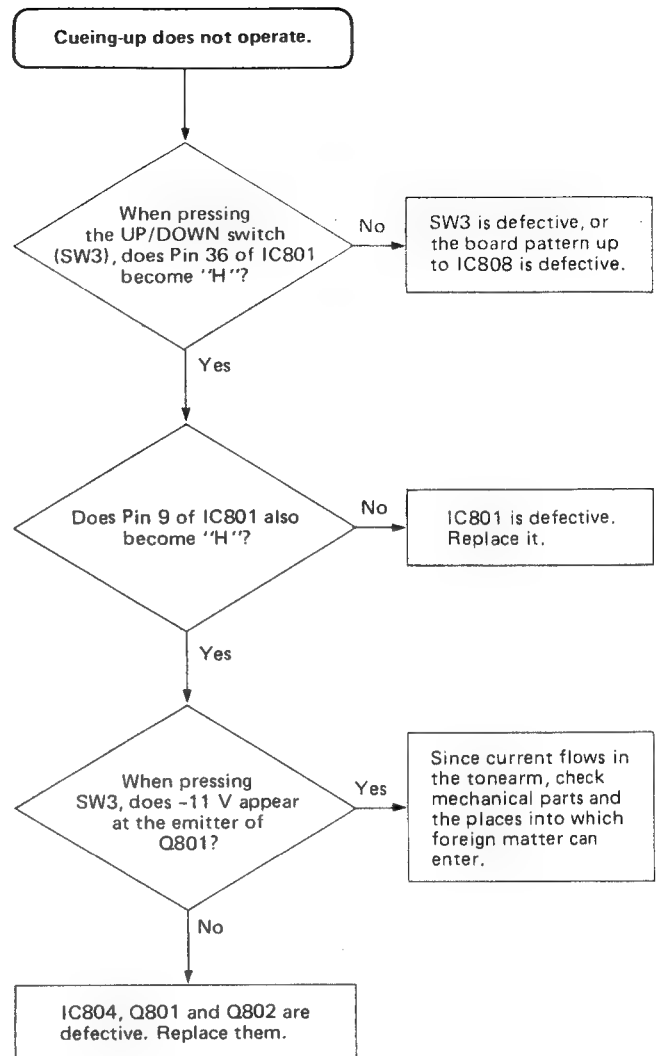 Cueing-up does not operate.
When pressing
the UP/DOWN switch
(SW3), does Pin 36 of IC801
become "H"?
No
SW3 is defective, or
the board pattern up
to IC808 is defective.
Yes
Does Pin 9 of IC801 also
become "H"?
No
IC801 is defective.
Replace it.
Yes
When pressing
SW3, does -11 V appear
at the emitter of
Q801?
Yes
Since current flows in
the tonearm, check
mechanical parts and
the places into which
foreign matter can
enter.
No
IC804, Q801 and Q802 are
defective. Replace them.